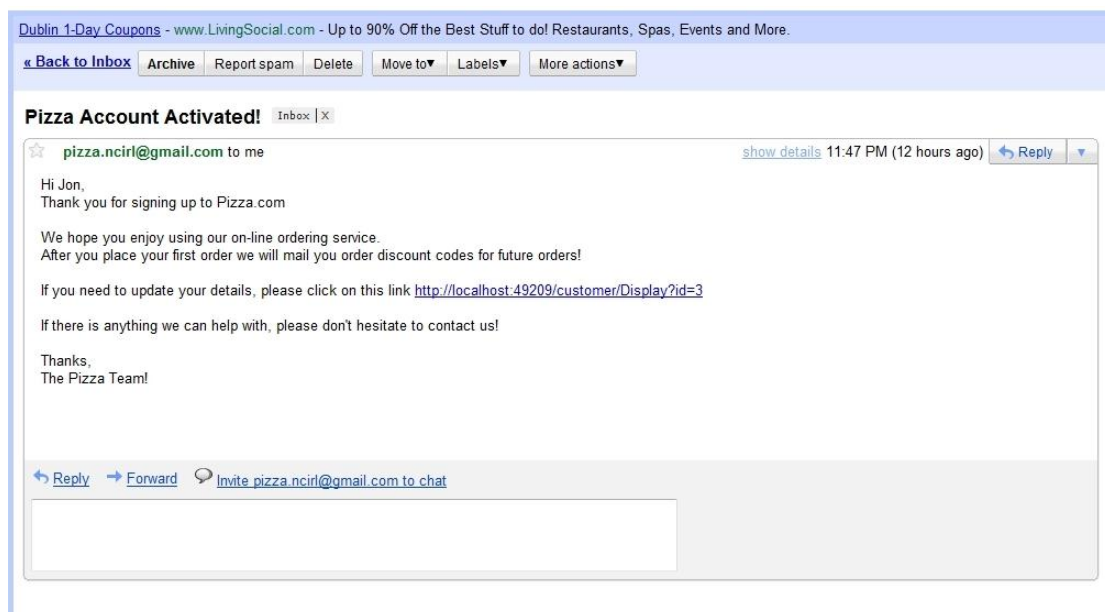 Dublin 1-Day Coupons - www.LivingSocial.com - Up to 90% Off the Best Stuff to do! Restaurants, Spas, Events and More.
« Back to Inbox Archive Report spam Delete Move to▼ Labels▼ More actions▼
Pizza Account Activated! Inbox | X
pizza.ncirl@gmail.com to me show details 11:47 PM (12 hours ago) Reply ▼
Hi Jon,
Thank you for signing up to Pizza.com
We hope you enjoy using our on-line ordering service.
After you place your first order we will mail you order discount codes for future orders!
If you need to update your details, please click on this link http://localhost:49209/customer/Display?id=3
If there is anything we can help with, please don't hesitate to contact us!
Thanks,
The Pizza Team!
Reply Forward Invite pizza.ncirl@gmail.com to chat